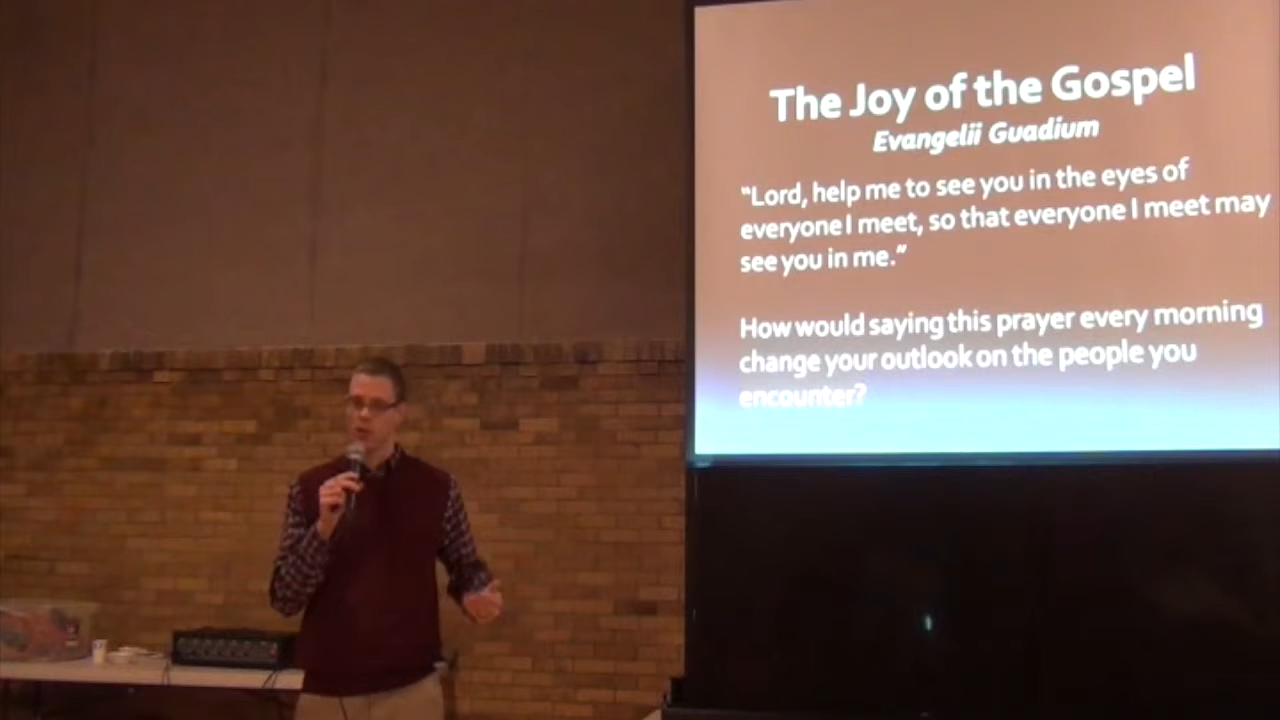 The Joy of the Gospel
Evangelii Guadium
“Lord, help me to see you in the eyes of
everyone I meet, so that everyone I meet may
see you in me.”
How would saying this prayer every morning
change your outlook on the people you
encounter?